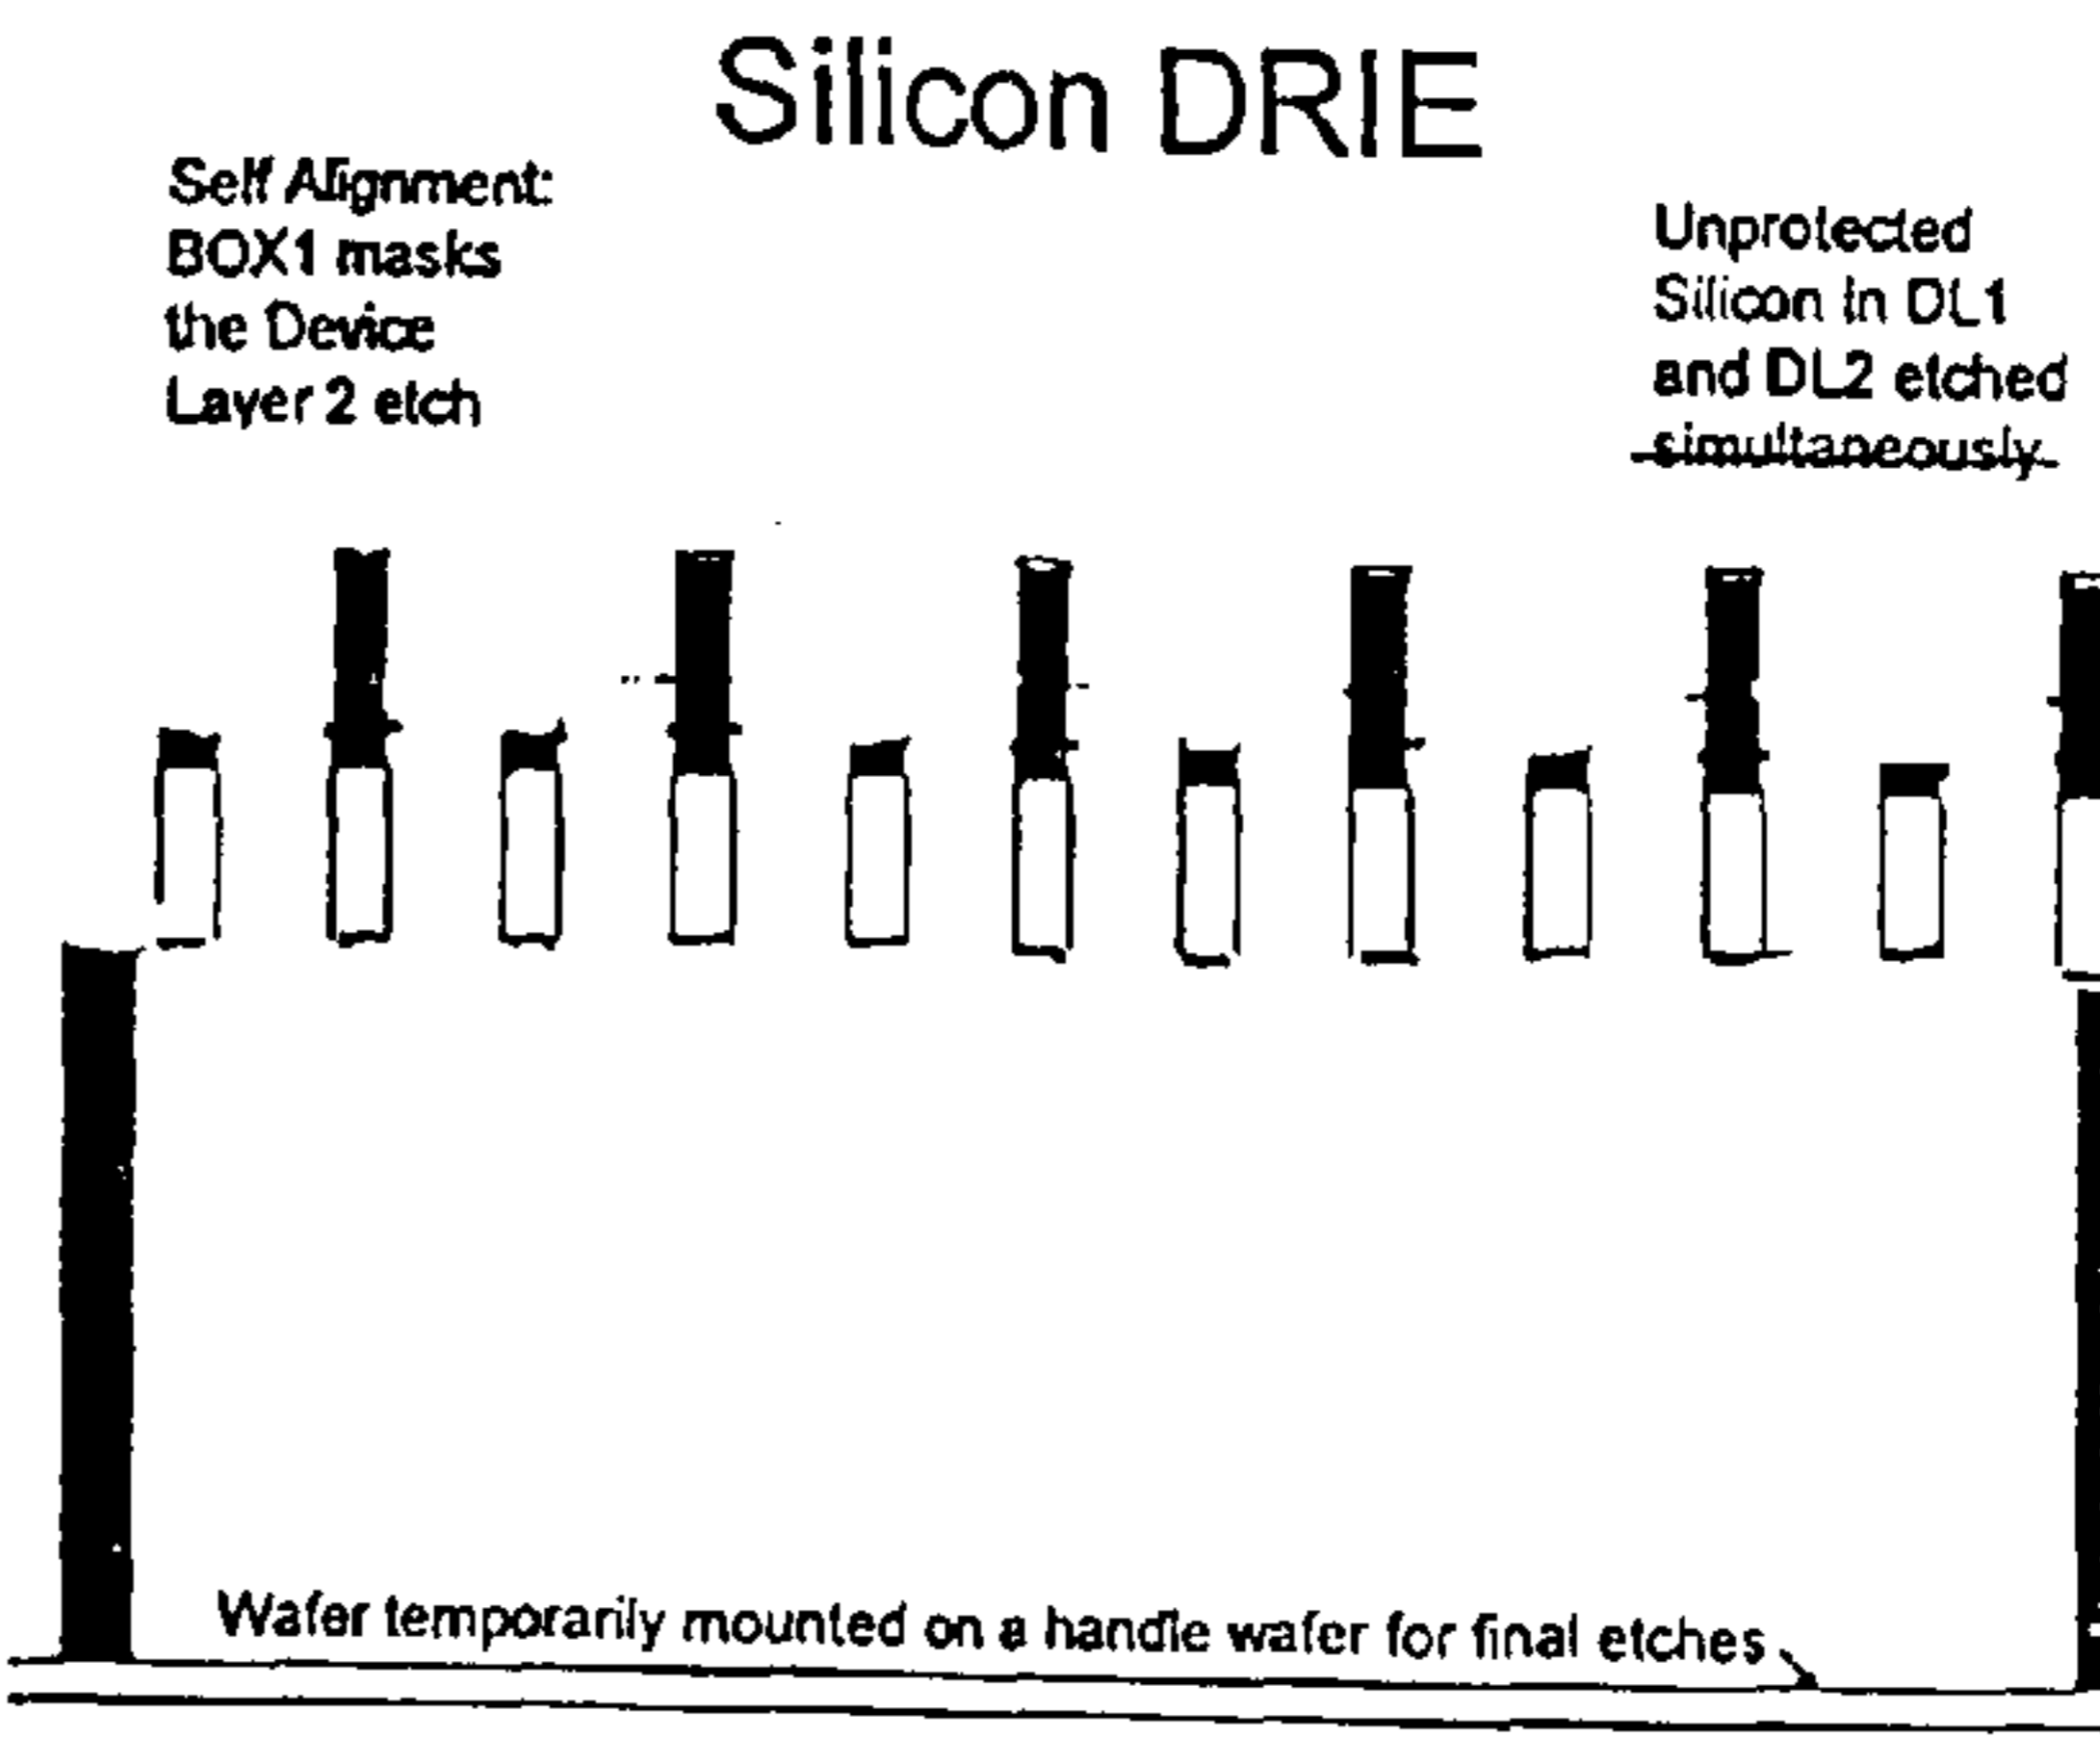 Silicon DRIE
Self Alignment:
BOX1 masks
the Device
Layer 2 etch
Unprotected
Silicon in DL1
and DL2 etched
simultaneously
Wafer temporarily mounted on a handle wafer for final etches